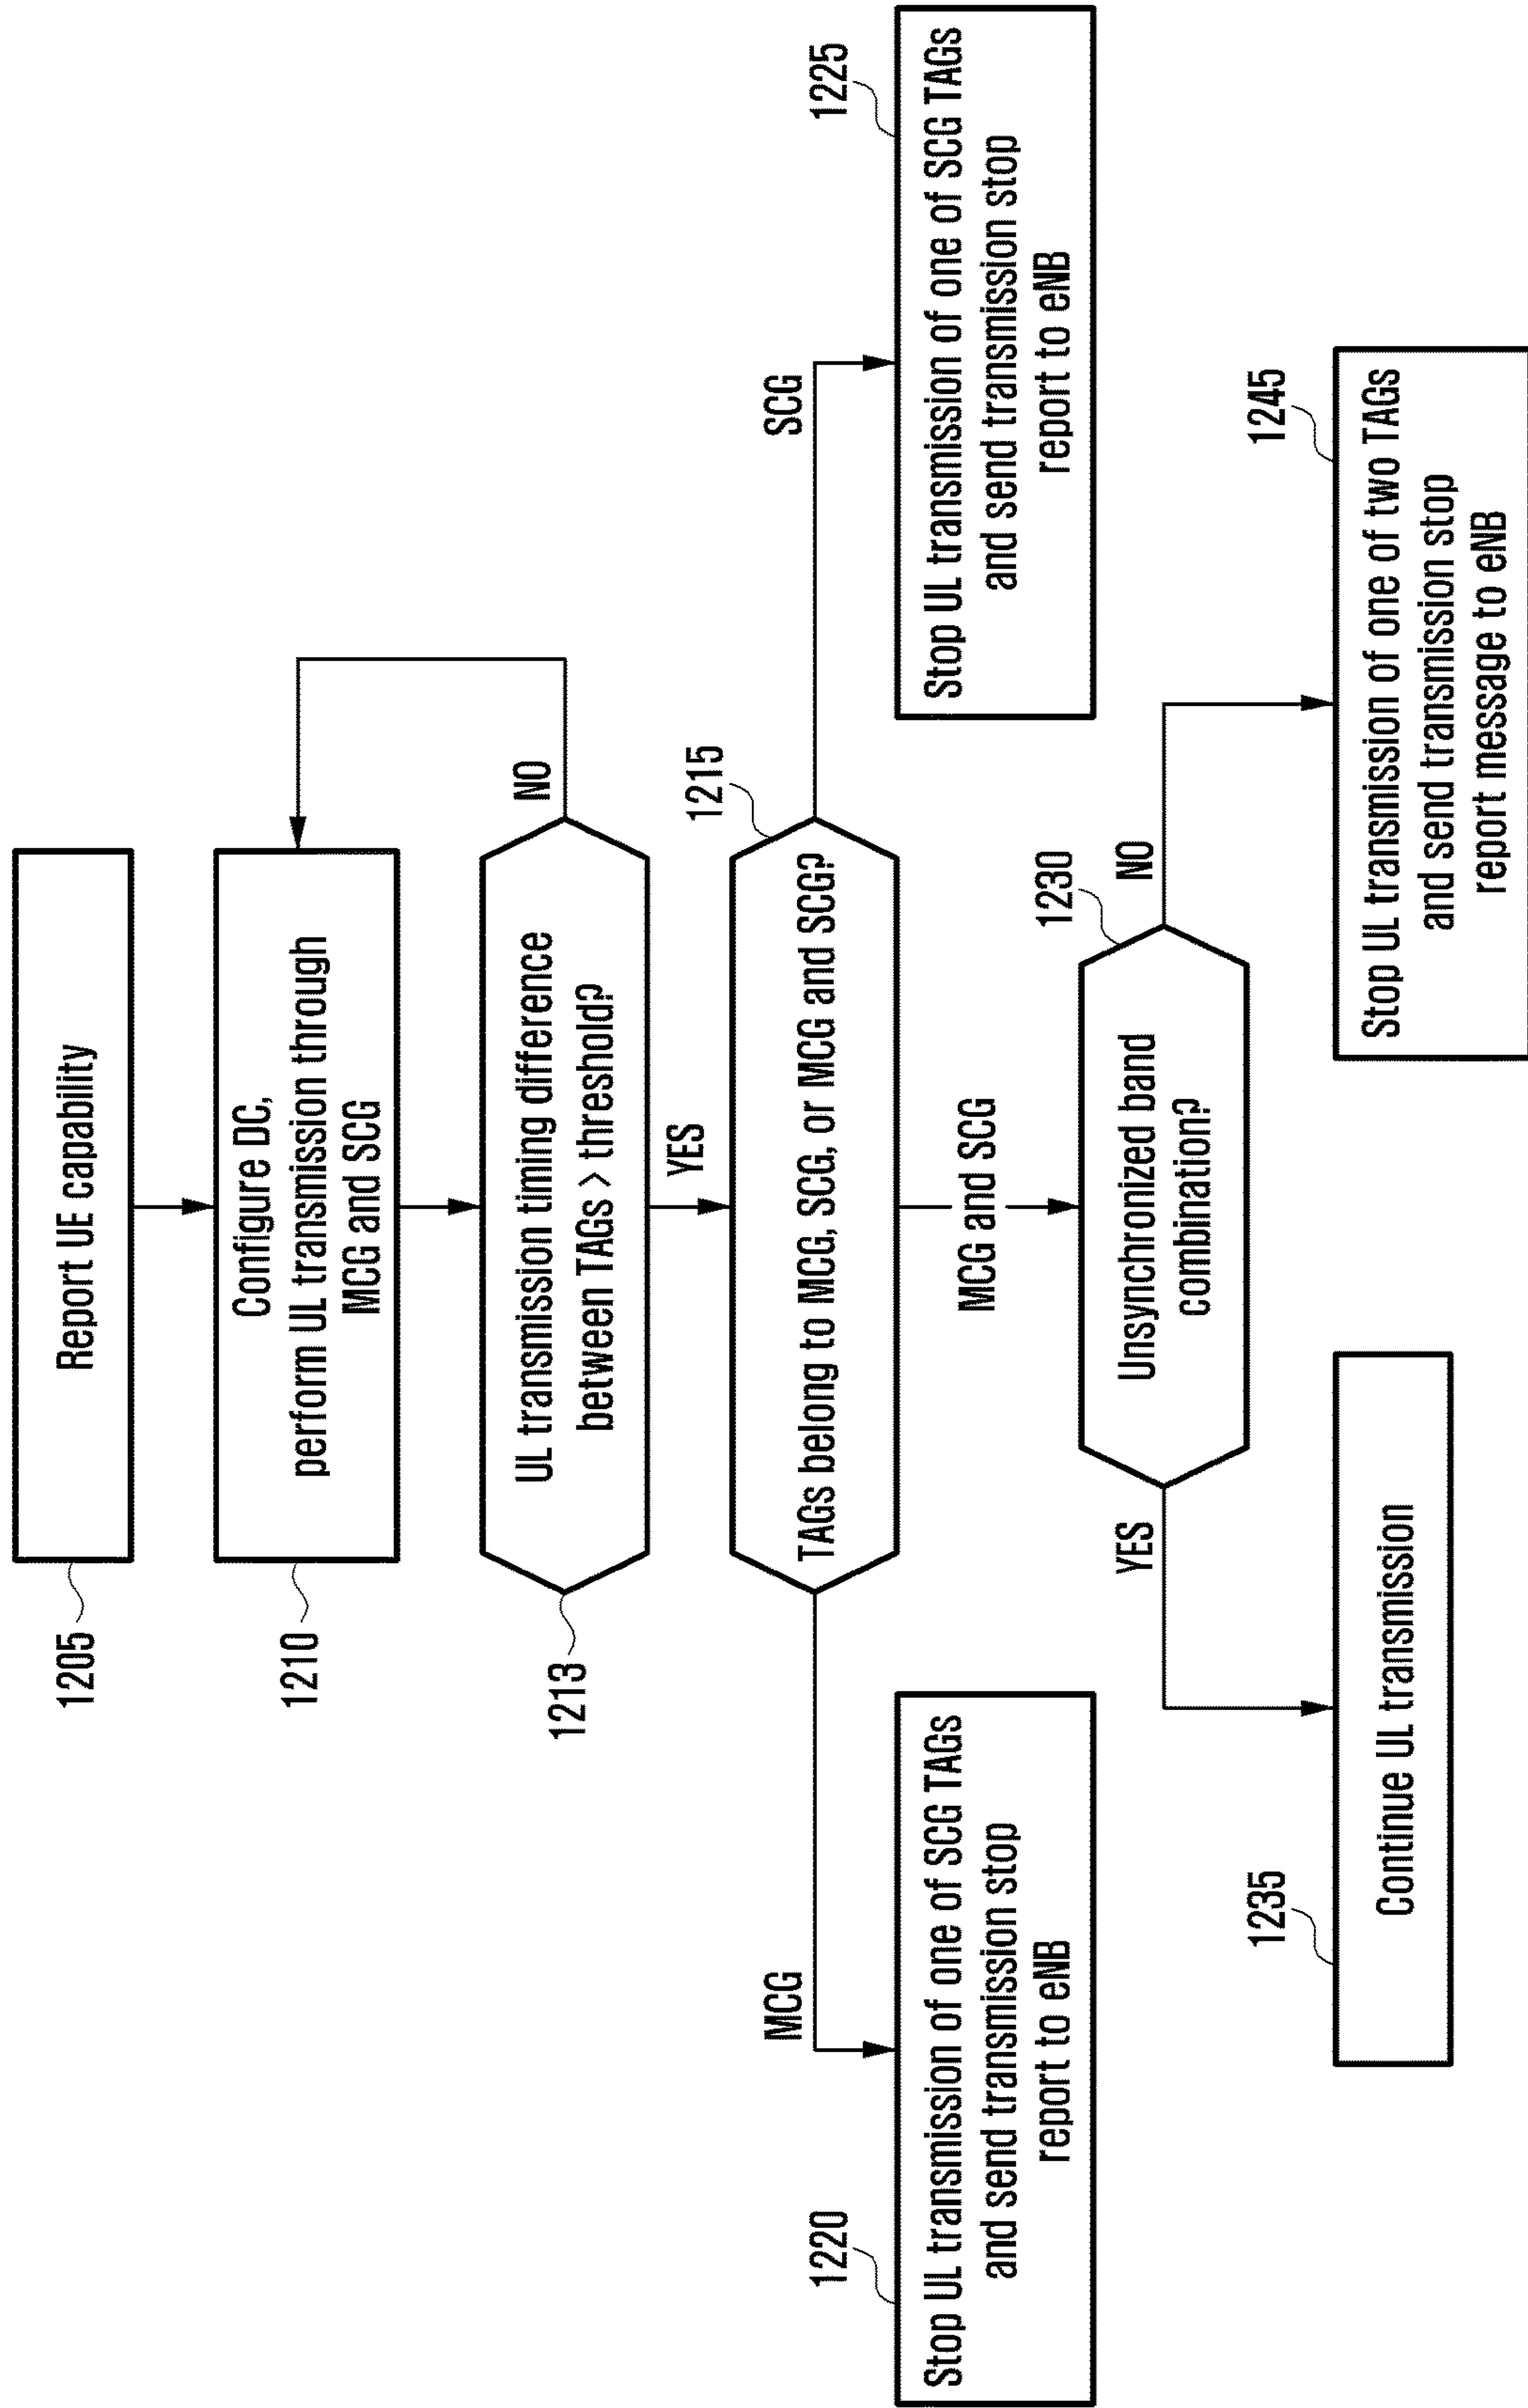 1205
Report UE capability
1210
Configure DC,
perform UL transmission through
MCG and SCG
1213
UL transmission timing difference
between TAGs > threshold?
NO
YES
1215
TAGs belong to MCG, SCG, or MCG and SCG?
MCG
SCG
MCG and SCG
1220
Stop UL transmission of one of SCG TAGs
and send transmission stop
report to eNB
1225
Stop UL transmission of one of SCG TAGs
and send transmission stop
report to eNB
1230
Unsynchronized band
combination?
YES
NO
1235
Continue UL transmission
1245
Stop UL transmission of one of two TAGs
and send transmission stop
report message to eNB